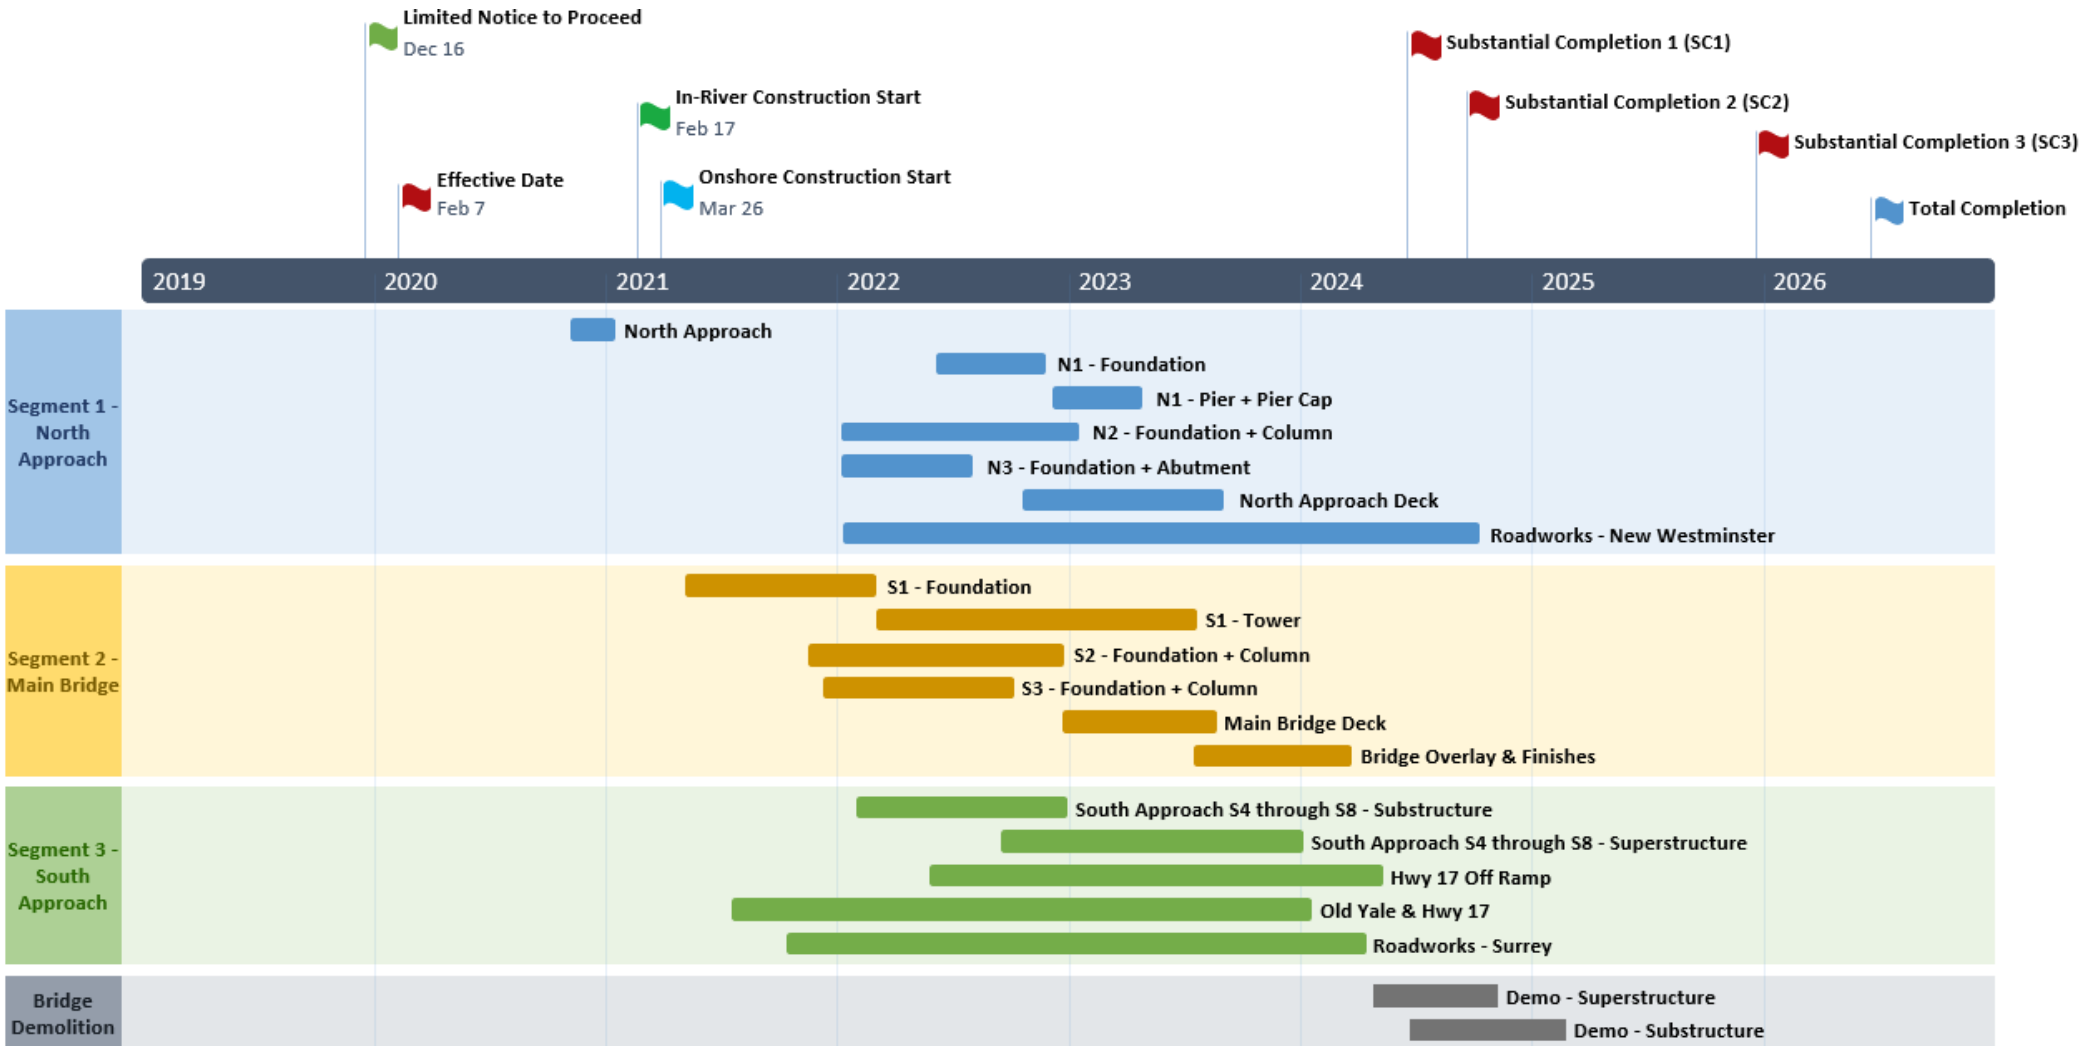 Limited Notice to Proceed
Dec 16
Substantial Completion 1 (SC1)
In-River Construction Start
Feb 17
Substantial Completion 2 (SC2)
Substantial Completion 3 (SC3)
Effective Date
Feb 7
Onshore Construction Start
Mar 26
Total Completion
2019 2020 2021 2022 2023 2024 2025 2026
Segment 1 -
North
Approach
North Approach
N1 - Foundation
N1 - Pier + Pier Cap
N2 - Foundation + Column
N3 - Foundation + Abutment
North Approach Deck
Roadworks - New Westminster
Segment 2 -
Main Bridge
S1 - Foundation
S1 - Tower
S2 - Foundation + Column
S3 - Foundation + Column
Main Bridge Deck
Bridge Overlay & Finishes
Segment 3 -
South
Approach
South Approach S4 through S8 - Substructure
South Approach S4 through S8 - Superstructure
Hwy 17 Off Ramp
Old Yale & Hwy 17
Roadworks - Surrey
Bridge
Demolition
Demo - Superstructure
Demo - Substructure